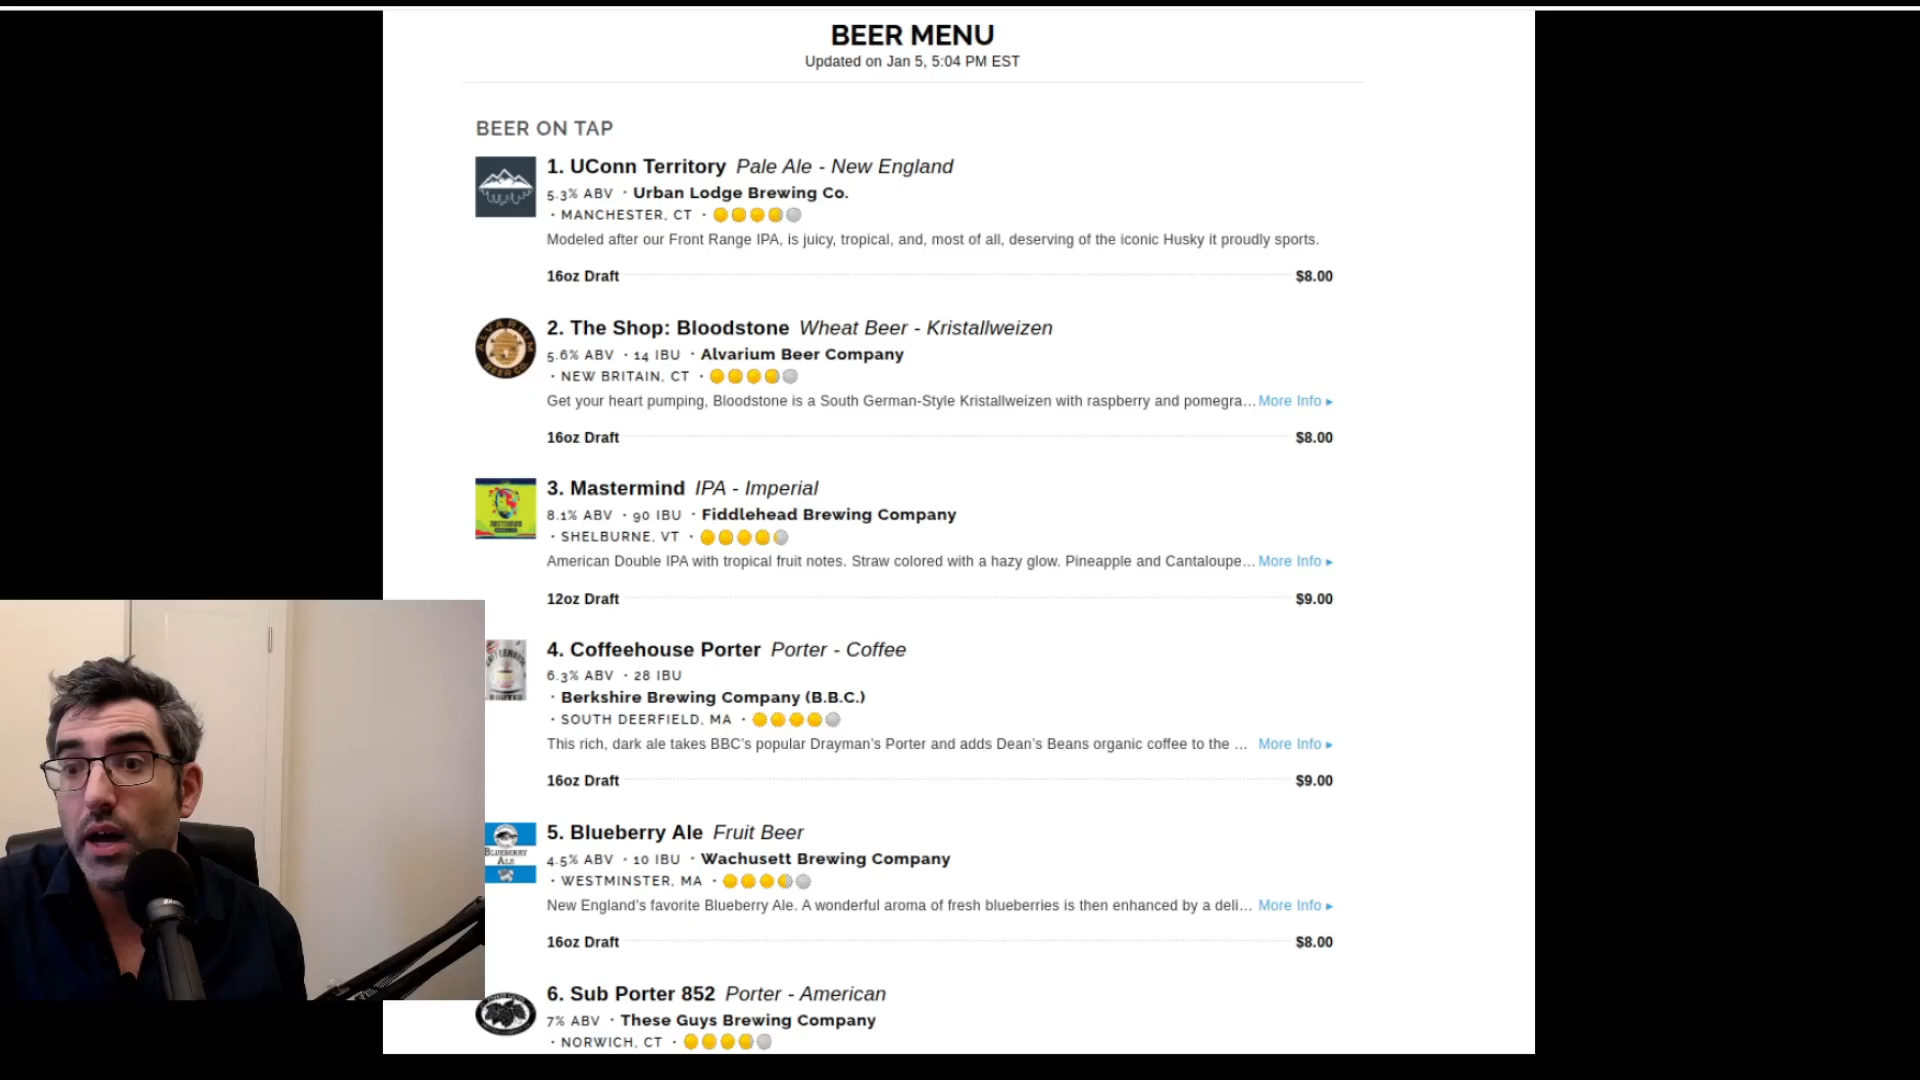 BEER MENU
Updated on Jan 5, 5:04 PM EST
BEER ON TAP
1. UConn Territory Pale Ale - New England
5.3% ABV · Urban Lodge Brewing Co.
· MANCHESTER, CT ·
Modeled after our Front Range IPA, is juicy, tropical, and, most of all, deserving of the iconic Husky it proudly sports.
16oz Draft $8.00
ALVARIUM
BEER CO.
2. The Shop: Bloodstone Wheat Beer - Kristallweizen
5.6% ABV · 14 IBU · Alvarium Beer Company
· NEW BRITAIN, CT ·
Get your heart pumping, Bloodstone is a South German-Style Kristallweizen with raspberry and pomegra... More Info ▸
16oz Draft $8.00
3. Mastermind IPA - Imperial
8.1% ABV · 90 IBU · Fiddlehead Brewing Company
· SHELBURNE, VT ·
American Double IPA with tropical fruit notes. Straw colored with a hazy glow. Pineapple and Cantaloupe... More Info ▸
12oz Draft $9.00
4. Coffeehouse Porter Porter - Coffee
6.3% ABV · 28 IBU
· Berkshire Brewing Company (B.B.C.)
· SOUTH DEERFIELD, MA ·
This rich, dark ale takes BBC’s popular Drayman’s Porter and adds Dean’s Beans organic coffee to the ... More Info ▸
16oz Draft $9.00
BLUEBERRY
ALE
5. Blueberry Ale Fruit Beer
4.5% ABV · 10 IBU · Wachusett Brewing Company
· WESTMINSTER, MA ·
New England’s favorite Blueberry Ale. A wonderful aroma of fresh blueberries is then enhanced by a deli... More Info ▸
16oz Draft $8.00
6. Sub Porter 852 Porter - American
7% ABV · These Guys Brewing Company
· NORWICH, CT ·